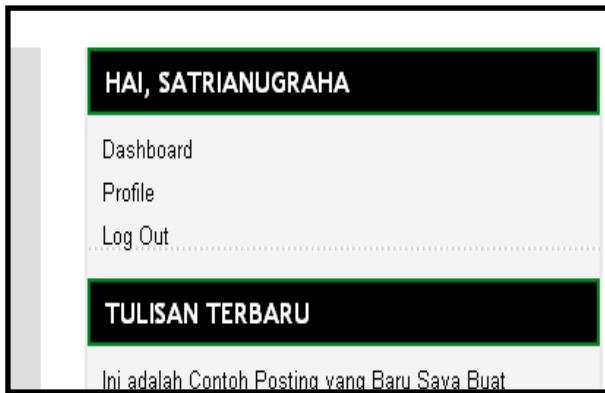 HAI, SATRIANUGRAHA
Dashboard
Profile
Log Out
TULISAN TERBARU
Ini adalah Contoh Posting yang Baru Saya Buat